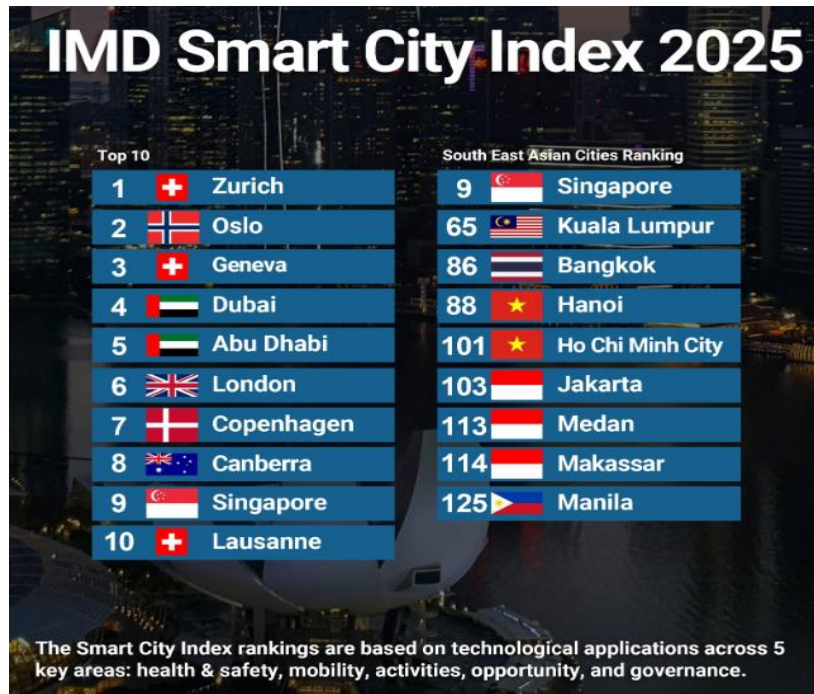 IMD Smart City Index 2025
Top 10
1 Zurich
2 Oslo
3 Geneva
4 Dubai
5 Abu Dhabi
6 London
7 Copenhagen
8 Canberra
9 Singapore
10 Lausanne
South East Asian Cities Ranking
9 Singapore
65 Kuala Lumpur
86 Bangkok
88 Hanoi
101 Ho Chi Minh City
103 Jakarta
113 Medan
114 Makassar
125 Manila
The Smart City Index rankings are based on technological applications across 5
key areas: health & safety, mobility, activities, opportunity, and governance.